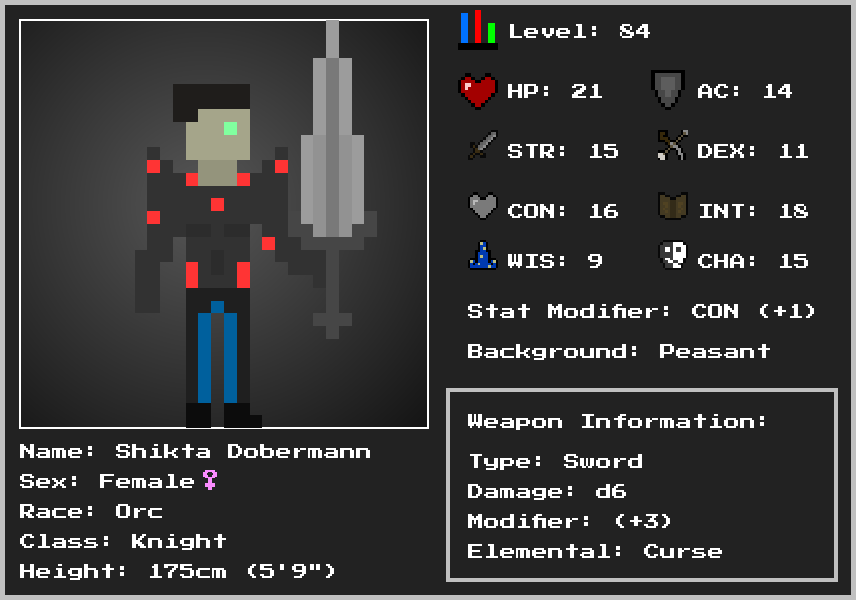 Level: 84
HP: 21
AC: 14
STR: 15
DEX: 11
CON: 16
INT: 18
WIS: 9
CHA: 15
Stat Modifier: CON (+1)
Background: Peasant
Weapon Information:
Type: Sword
Damage: d6
Modifier: (+3)
Elemental: Curse
Name: Shikta Dobermann
Sex: Female♀
Race: Orc
Class: Knight
Height: 175cm (5'9")